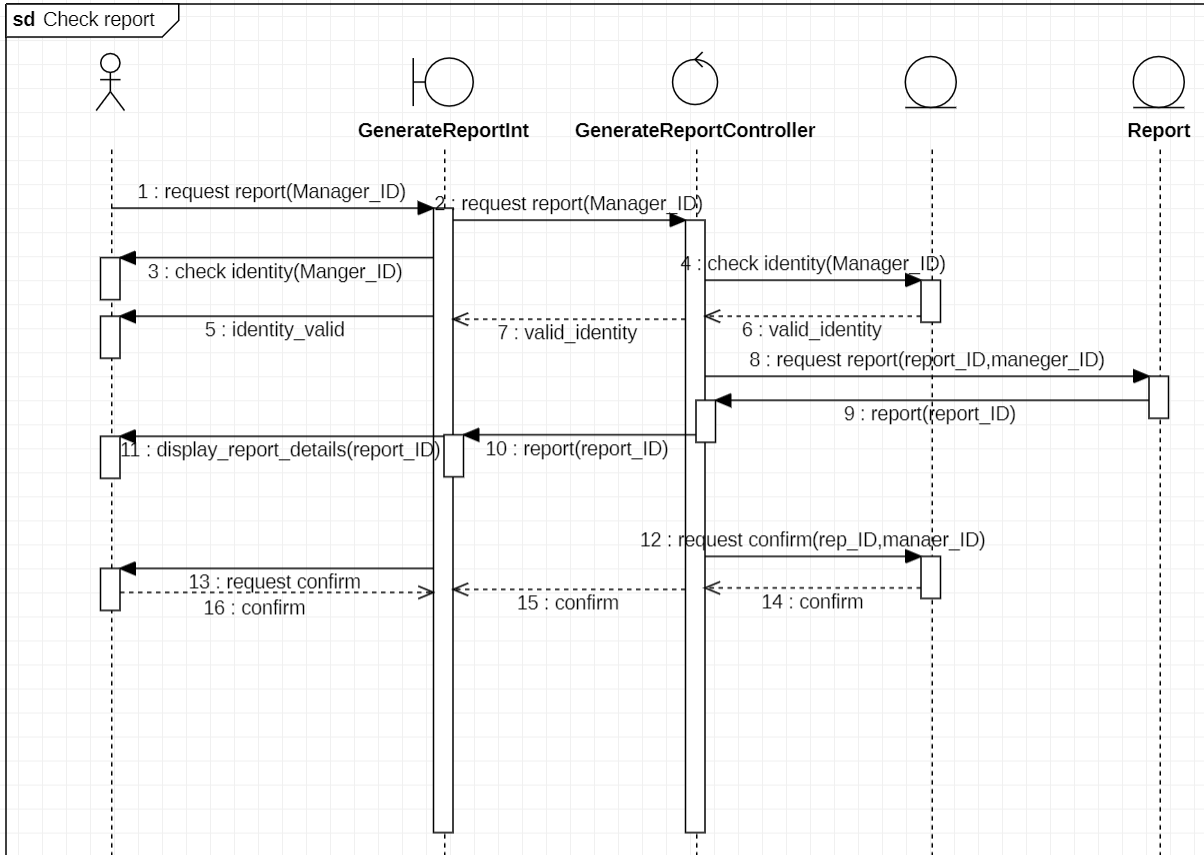 sd Check report
GenerateReportInt
GenerateReportController
Report
1 : request report(Manager_ID)
2 : request report(Manager_ID)
3 : check identity(Manger_ID)
4 : check identity(Manager_ID)
5 : identity_valid
7 : valid_identity
6 : valid_identity
8 : request report(report_ID,maneger_ID)
9 : report(report_ID)
11 : display_report_details(report_ID)
10 : report(report_ID)
12 : request confirm(rep_ID,manaer_ID)
13 : request confirm
16 : confirm
15 : confirm
14 : confirm